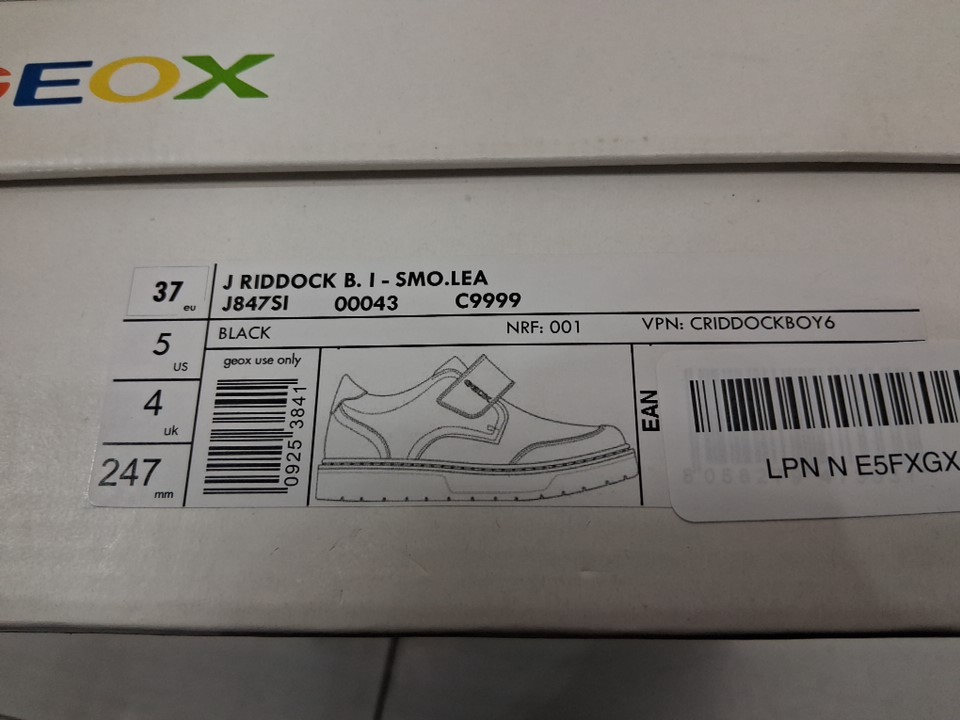 GEOX
37 eu
J RIDDOCK B. I - SMO.LEA
J847SI 00043 C9999
5 US
BLACK NRF: 001 VPN: CRIDDOCKBOY6
4 uk
247 mm
geox use only
0925 3841
EAN
LPN N E5FXGX